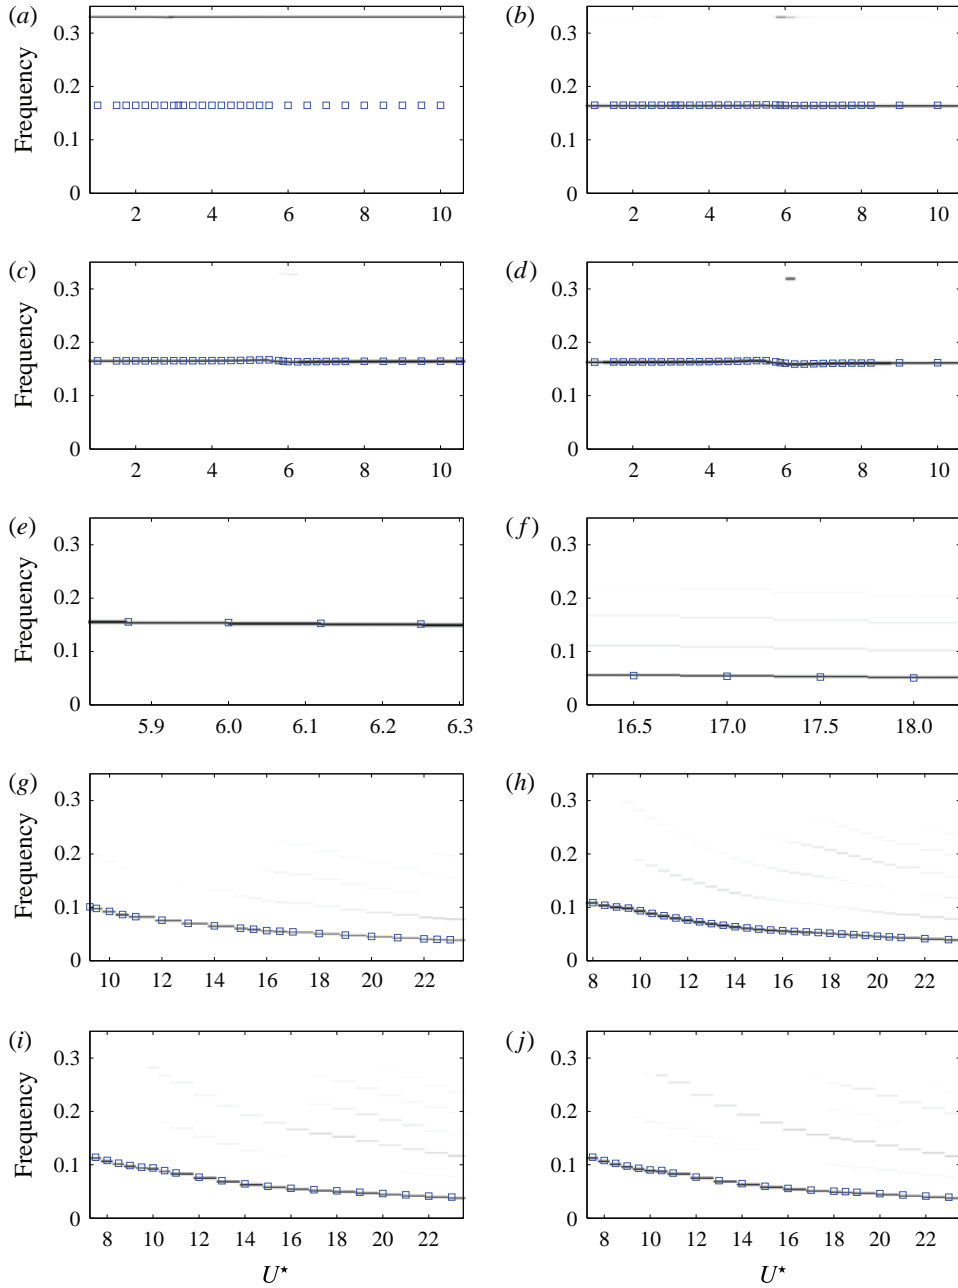 (a)
(b)
Frequency
0.3
0.2
0.1
0
2 4 6 8 10
0.3
0.2
0.1
0
2 4 6 8 10
(c)
(d)
Frequency
0.3
0.2
0.1
0
2 4 6 8 10
0.3
0.2
0.1
0
2 4 6 8 10
(e)
(f)
Frequency
0.3
0.2
0.1
0
5.9 6.0 6.1 6.2 6.3
0.3
0.2
0.1
0
16.5 17.0 17.5 18.0
(g)
(h)
Frequency
0.3
0.2
0.1
0
10 12 14 16 18 20 22
0.3
0.2
0.1
0
8 10 12 14 16 18 20 22
(i)
(j)
Frequency
0.3
0.2
0.1
0
8 10 12 14 16 18 20 22
0.3
0.2
0.1
0
8 10 12 14 16 18 20 22
U⋆
U⋆